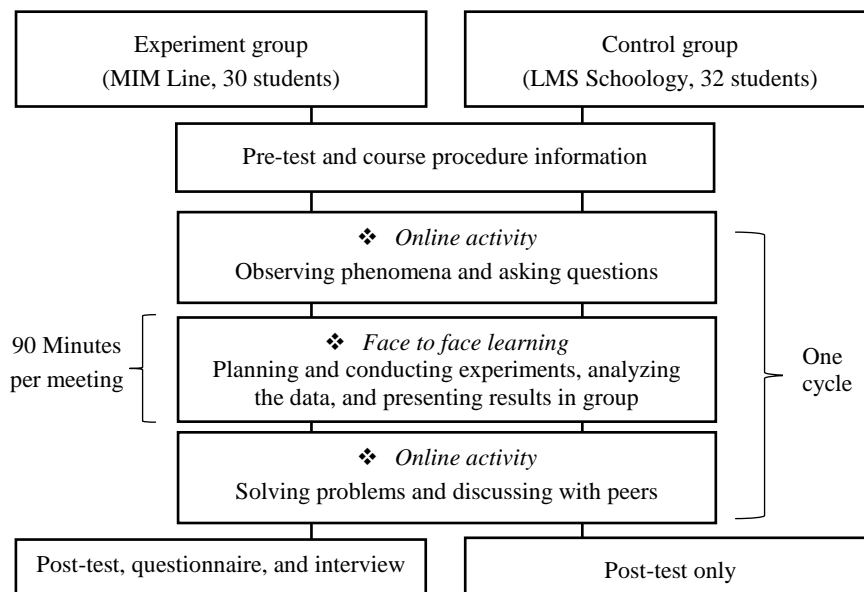 Experiment group
(MIM Line, 30 students)
Control group
(LMS Schoology, 32 students)
Pre-test and course procedure information
❖ Online activity
Observing phenomena and asking questions
90 Minutes
per meeting
❖ Face to face learning
Planning and conducting experiments, analyzing
the data, and presenting results in group
One
cycle
❖ Online activity
Solving problems and discussing with peers
Post-test, questionnaire, and interview
Post-test only